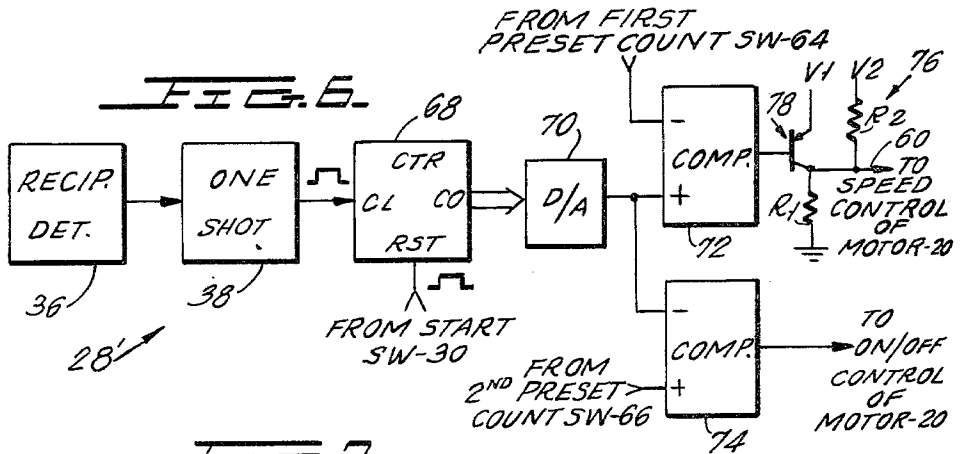 FROM FIRST
PRESET COUNT SW-64
FIG. 6.
V1 V2
76
78
R2
60
TO
SPEED
CONTROL
OF
MOTOR-20
R1
68
70
RECIP.
DET.
ONE
SHOT.
CTR
CL CO
RST
D/A
-
COMP.
+
72
36
38
28'
FROM START
SW-30
-
COMP.
+
74
FROM
2ND PRESET
COUNT SW-66
TO
ON/OFF
CONTROL
OF
MOTOR-20